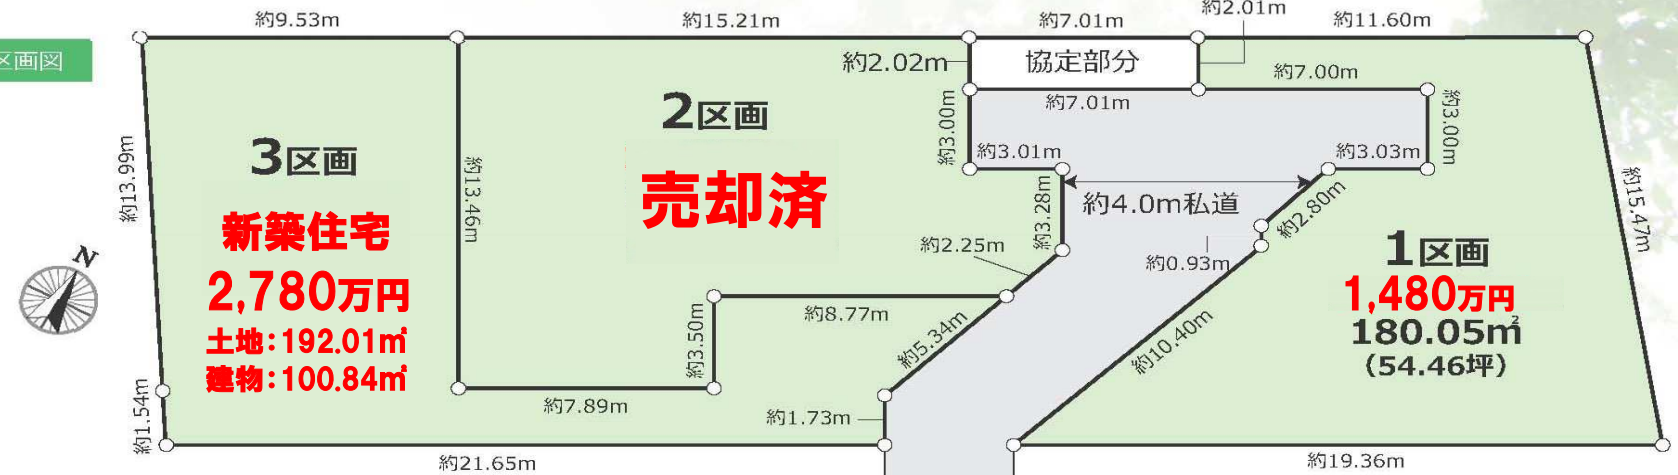 約9.53m
約15.21m
約7.01m
約2.01m
約11.60m
区画図
約2.02m
協定部分
約7.00m
約7.01m
2区画
売却済
約3.00m
約3.00m
3区画
新築住宅
2,780万円
土地:192.01㎡
建物:100.84㎡
約13.99m
約13.46m
約3.01m
約3.03m
約4.0m私道
約3.28m
約2.80m
約15.47m
約2.25m
約0.93m
1区画
1,480万円
180.05㎡
(54.46坪)
N
約8.77m
約3.50m
約5.34m
約10.40m
約1.54m
約7.89m
約1.73m
約21.65m
約19.36m